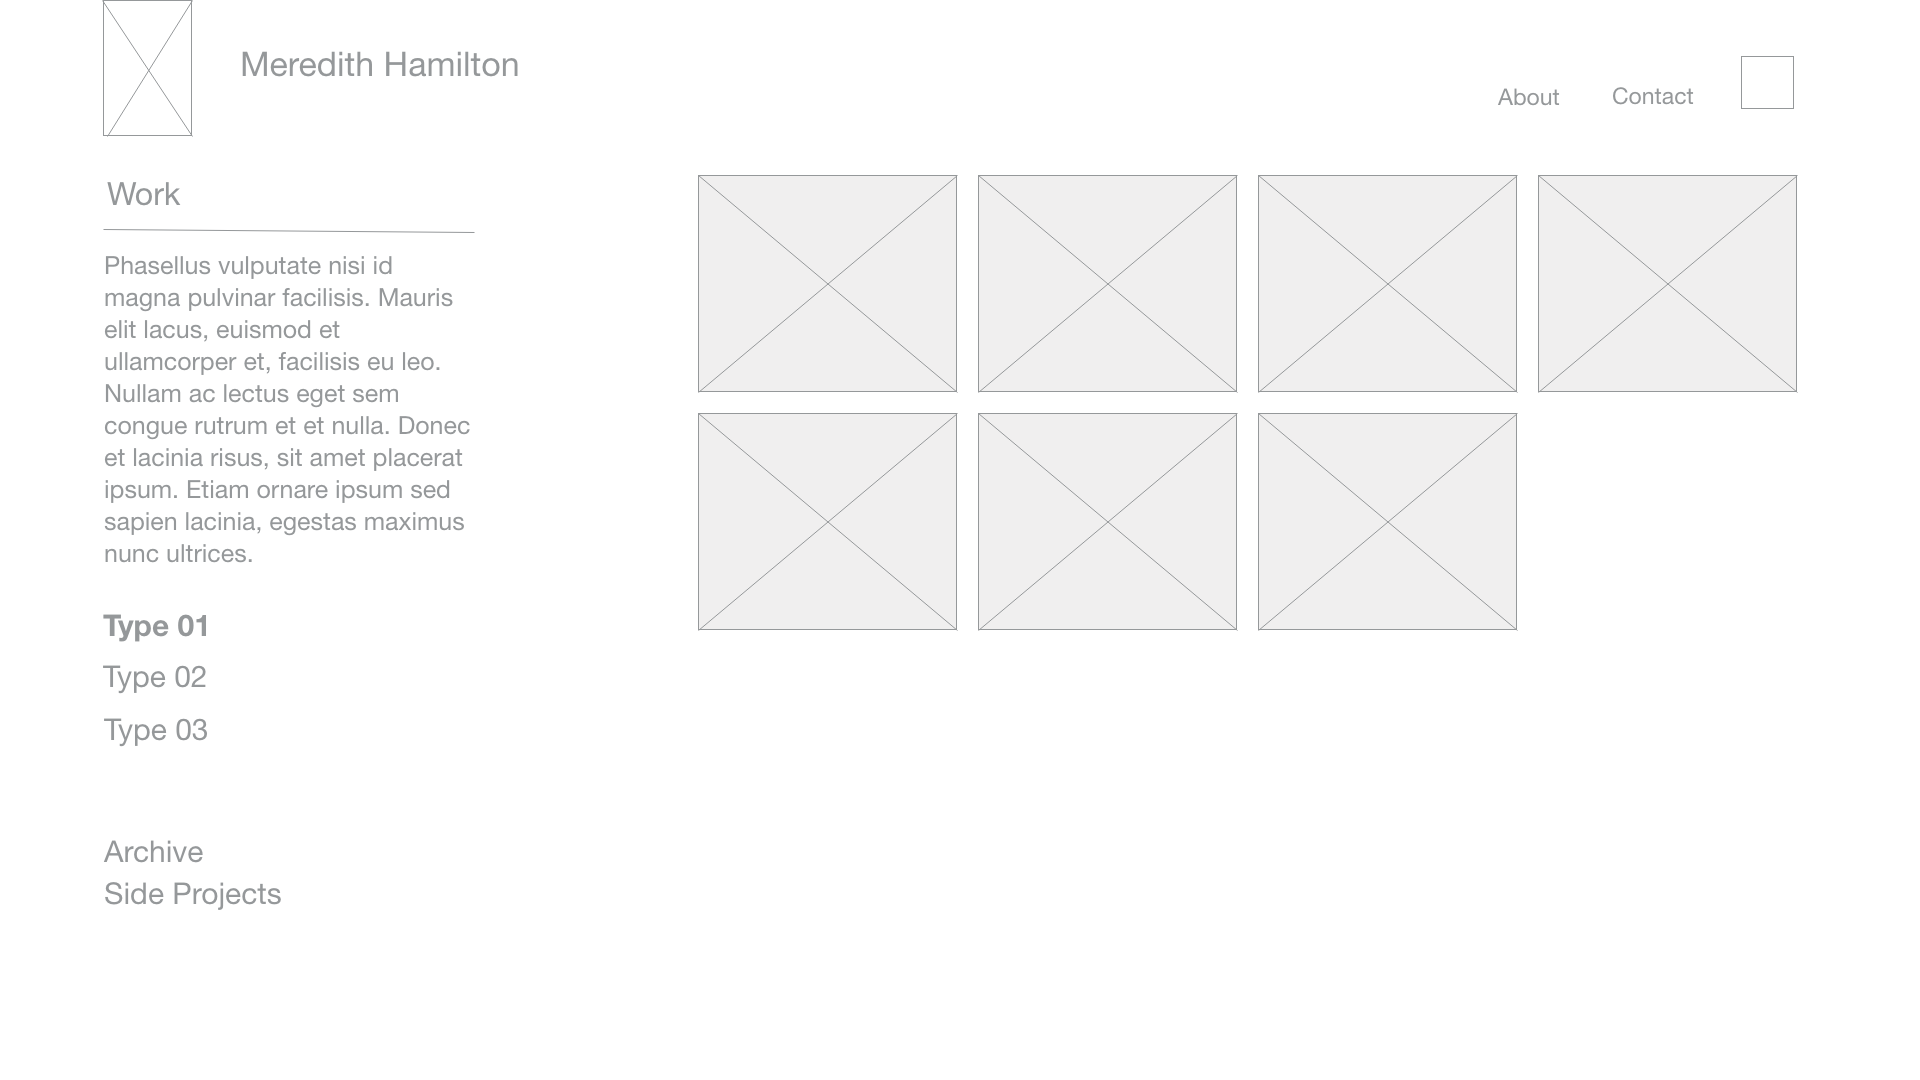 Meredith Hamilton
About
Contact
Work
Phasellus vulputate nisi id
magna pulvinar facilisis. Mauris
elit lacus, euismod et
ullamcorper et, facilisis eu leo.
Nullam ac lectus eget sem
congue rutrum et et nulla. Donec
et lacinia risus, sit amet placerat
ipsum. Etiam ornare ipsum sed
sapien lacinia, egestas maximus
nunc ultrices.
Type 01
Type 02
Type 03
Archive
Side Projects